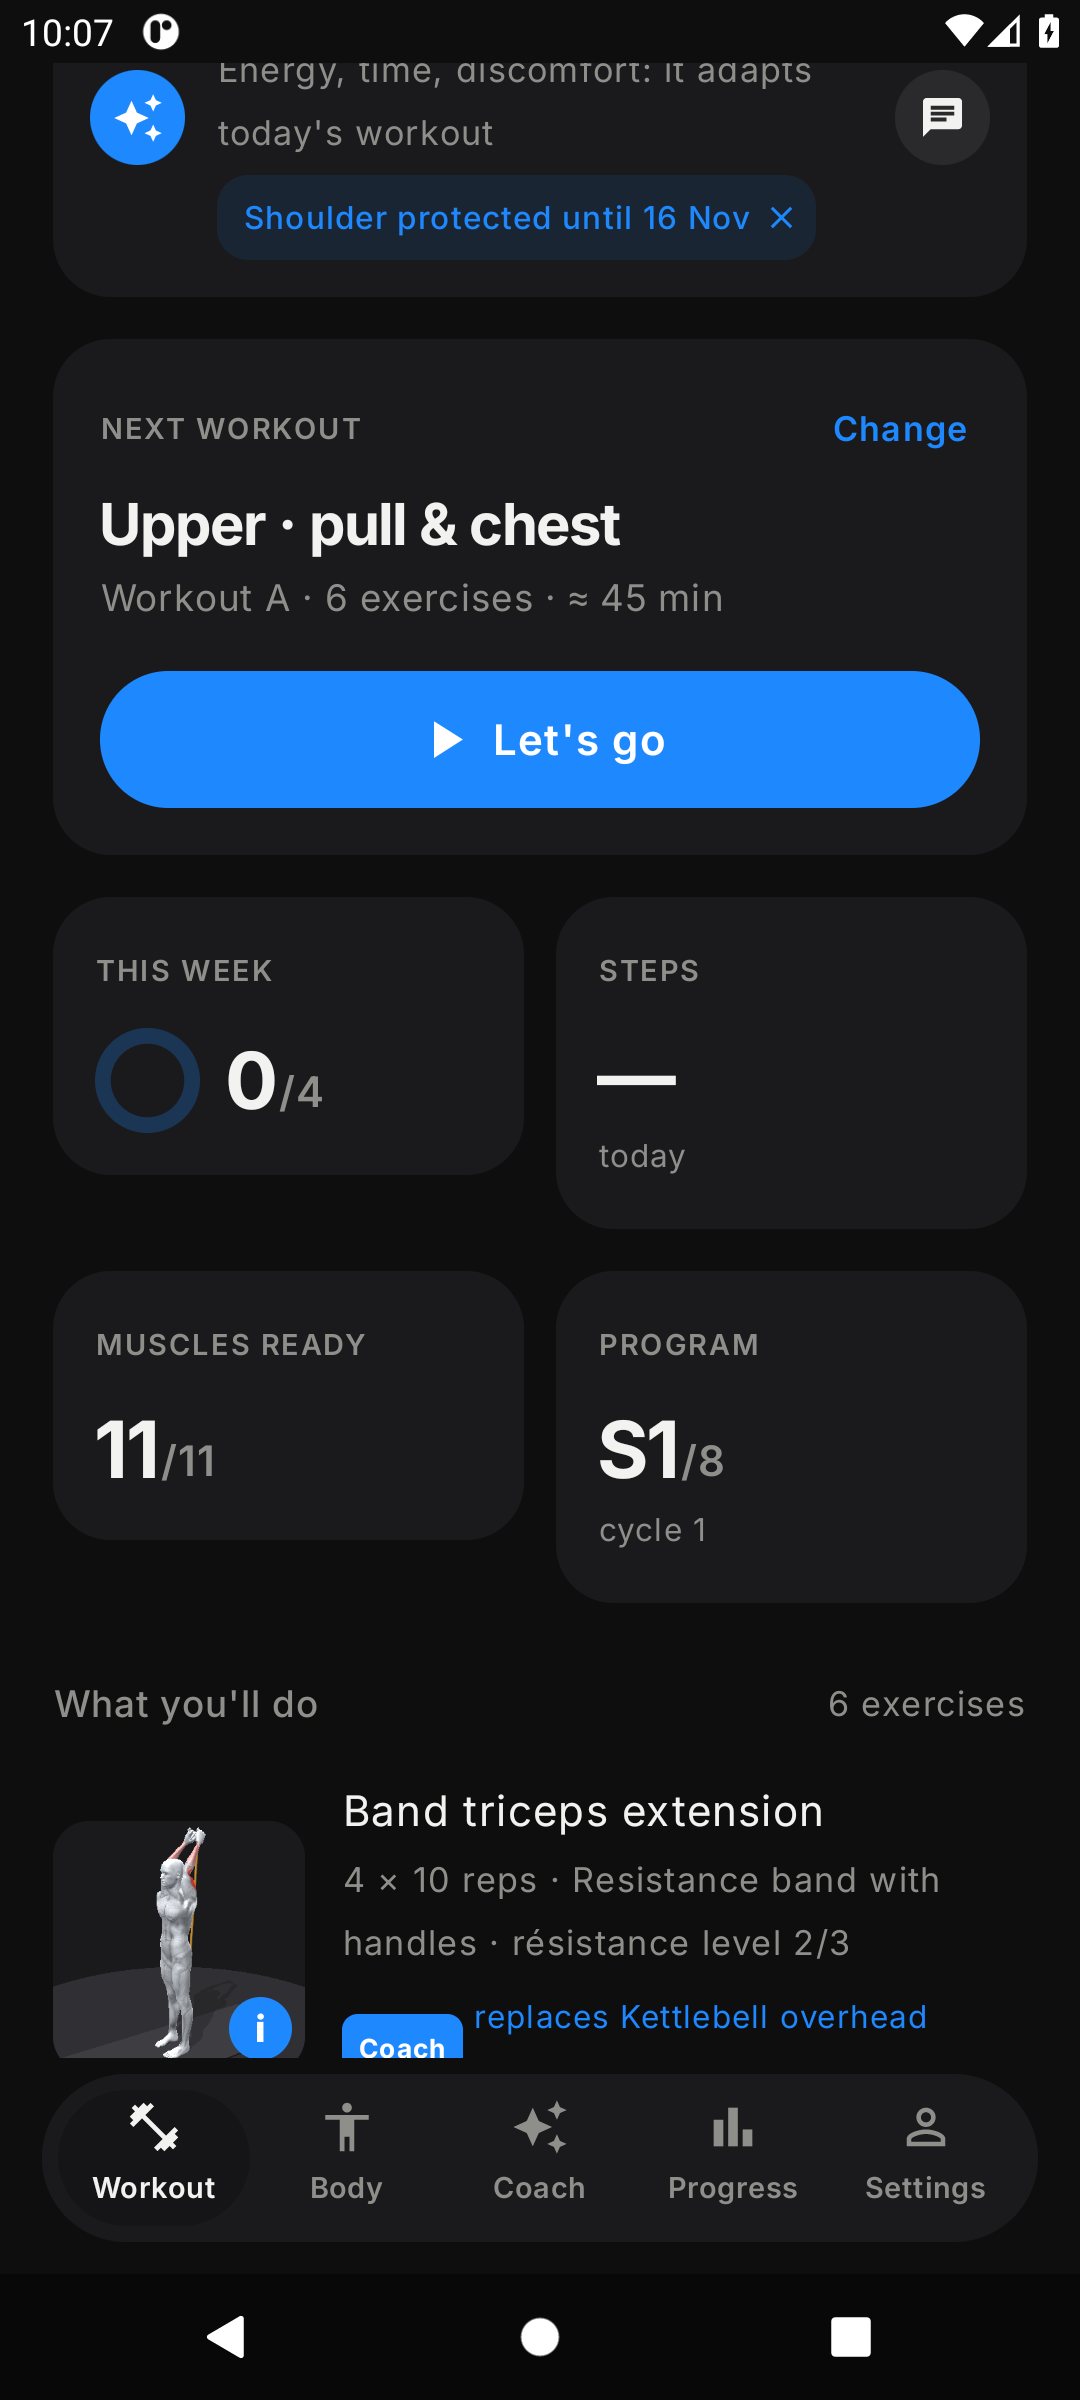 10:07
Energy, time, discomfort: it adapts
today's workout
Shoulder protected until 16 Nov
NEXT WORKOUT
Change
Upper · pull & chest
Workout A · 6 exercises · ≈ 45 min
Let's go
THIS WEEK
0/4
STEPS
—
today
MUSCLES READY
11/11
PROGRAM
S1/8
cycle 1
What you'll do
6 exercises
Band triceps extension
4 × 10 reps · Resistance band with
handles · résistance level 2/3
i
Coach
replaces Kettlebell overhead
Workout
Body
Coach
Progress
Settings